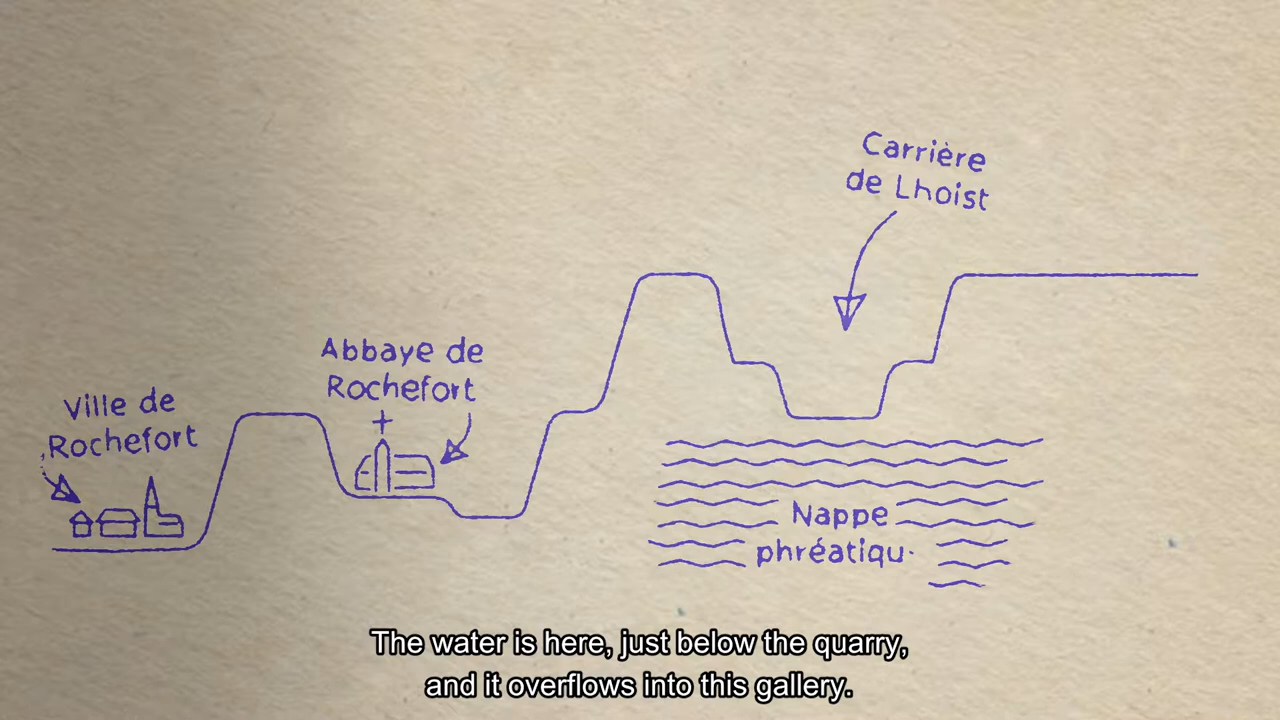 Carrière
de Lhoist
Abbaye de
Rochefort
Ville de
Rochefort
Nappe
phréatiqu
The water is here, just below the quarry,
and it overflows into this gallery.